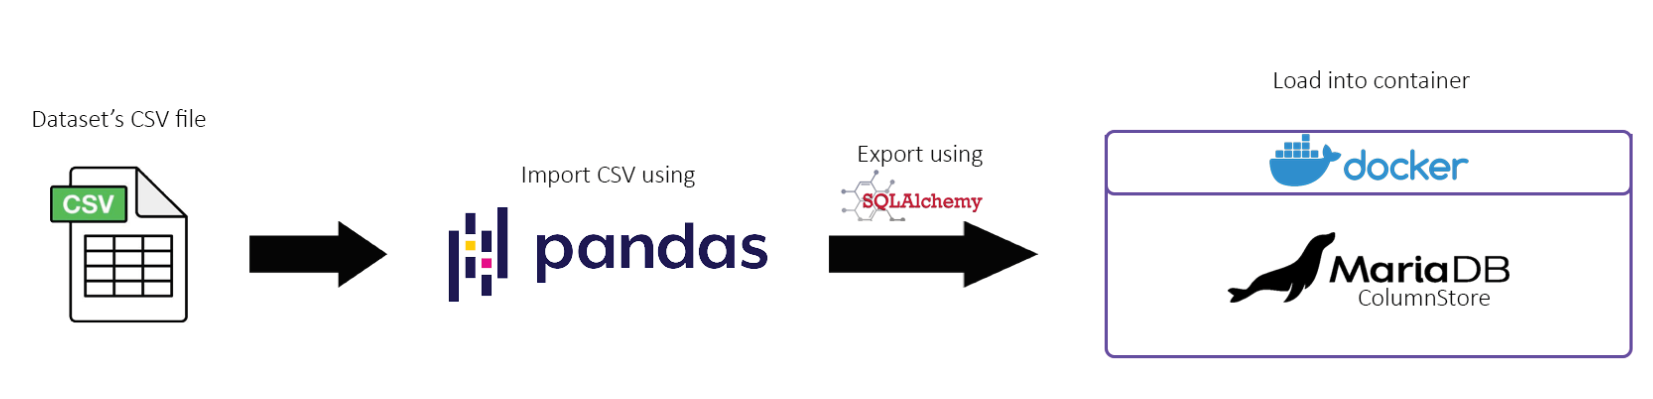 Dataset's CSV file
CSV
Import CSV using
pandas
Export using
SQLAlchemy
Load into container
docker
MariaDB
ColumnStore